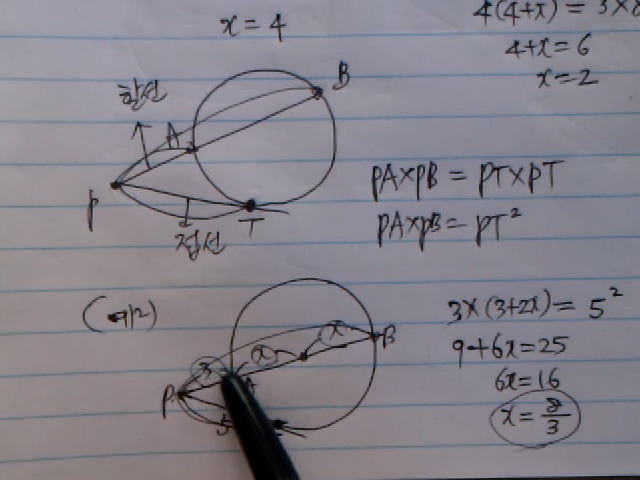 x=4
4(4+x) = 3×8
4+x=6
x=2
할선
A
B
P
T
접선
PA×PB = PT×PT
PA×PB = PT²
(예2)
3
x
x
A
B
P
5
3×(3+2x) = 5²
9+6x=25
6x=16
x=8/3